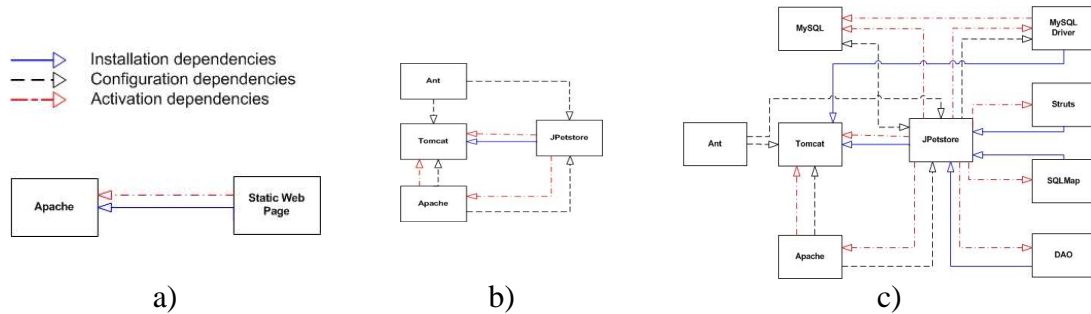 Installation dependencies
Configuration dependencies
Activation dependencies
Apache
Static Web
Page
a)
Ant
Tomcat
JPetstore
Apache
b)
MySQL
MySQL
Driver
Struts
Ant
Tomcat
JPetstore
SQLMap
Apache
DAO
c)